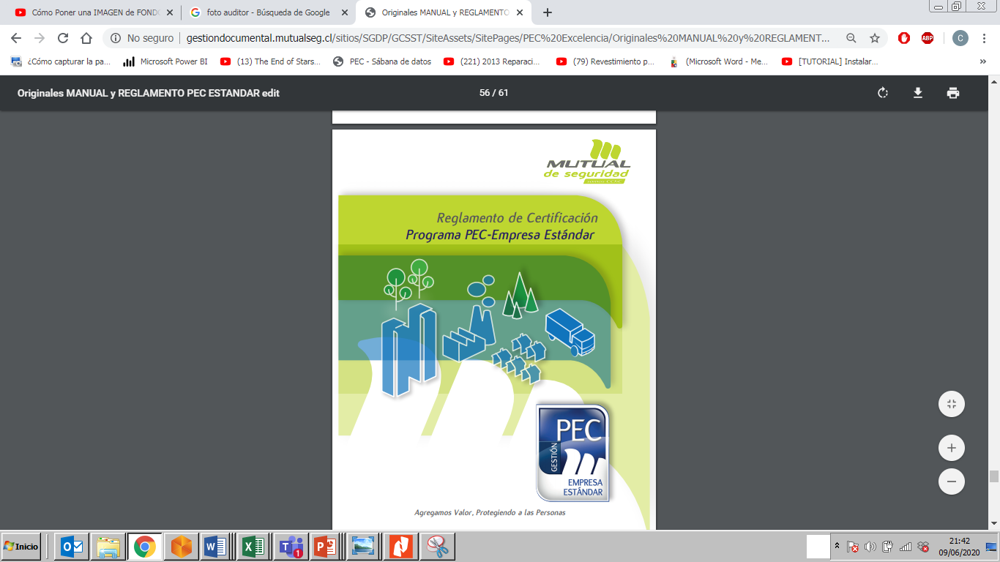 Cómo Poner una IMAGEN de FONDO
foto auditor - Búsqueda de Google
Originales MANUAL y REGLAMENTO
No seguro
gestiondocumental.mutualseg.cl/sitios/SGDP/GCSST/SiteAssets/SitePages/PEC%20Excelencia/Originales%20MANUAL%20y%20REGLAMENT...
C
ABP
¿Cómo capturar la pa...
Microsoft Power BI
(13) The End of Stars...
PEC - Sábana de datos
(221) 2013 Reparaci...
(79) Revestimiento p...
(Microsoft Word - Me...
[TUTORIAL] Instalar...
»
Originales MANUAL y REGLAMENTO PEC ESTANDAR edit
56 / 61
MUTUAL
de seguridad
Reglamento de Certificación
Programa PEC-Empresa Estándar
PEC
GESTIÓN
EMPRESA
ESTÁNDAR
Agregamos Valor, Protegiendo a las Personas
Inicio
1
21:42
09/06/2020